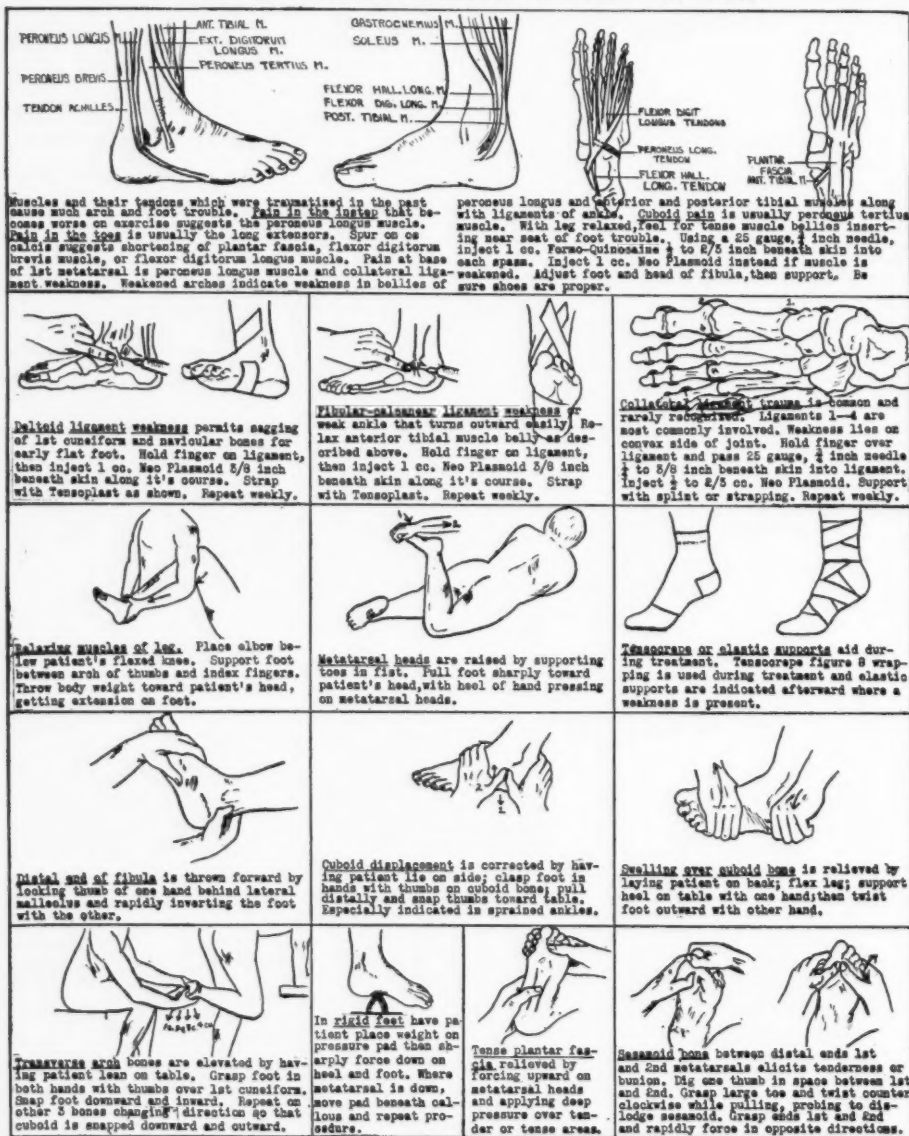 ANT. TIBIAL M.
PERONEUS LONGUS M.
EXT. DIGITORUIT
LONGUS M.
PERONEUS TERTIUS M.
PERONEUS BREVIS
TENDON ACHILLES
GASTROCNEMIUS M.
SOLEUS M.
FLEXOR HALL. LONG. M.
FLEXOR DIG. LONG. M.
POST. TIBIAL M.
FLEXOR DIGIT
LONGUS TENDONS
PERONEUS LONG.
TENDON
FLEXOR HALL.
LONG. TENDON
PLANTAR
FASCIA
ANT. TIBIAL M.
Muscles and their tendons which were traumatized in the past
cause much arch and foot trouble. Pain in the instep that be-
comes worse on exercise suggests the peroneus longus muscle.
Pain in the toes is usually the long extensors. Spur on os
calcis suggests shortening of plantar fascia, flexor digitorum
brevis muscle, or flexor digitorum longus muscle. Pain at base
of 1st metatarsal is peroneus longus muscle and collateral liga-
ment weakness. Weakened arches indicate weakness in bellies of
peroneus longus and anterior and posterior tibial muscles along
with ligaments of ankle. Cuboid pain is usually peroneus tertius
muscle. With leg relaxed, feel for tense muscle bellies insert-
ing near seat of foot trouble. Using a 25 gauge, ¾ inch needle,
inject 1 cc. Formo-Quinosine ½ to 2/3 inch beneath skin into
each spasm. Inject 1 cc. Neo Plasmoid instead if muscle is
weakened. Adjust foot and head of fibula, then support. Be
sure shoes are proper.
Deltoid ligament weakness permits sagging
of 1st cuneiform and navicular bones for
early flat foot. Hold finger on ligament,
then inject 1 cc. Neo Plasmoid 3/8 inch
beneath skin along it's course. Strap
with Tensoplast as shown. Repeat weekly.
Fibular-calcanear ligament weakness or
weak ankle that turns outward easily. Re-
lax anterior tibial muscle belly as des-
cribed above. Hold finger on ligament,
then inject 1 cc. Neo Plasmoid 3/8 inch
beneath skin along it's course. Strap
with Tensoplast. Repeat weekly.
2.
1.
Collateral ligament trauma is common and
rarely recognized. Ligaments 1—4 are
most commonly involved. Weakness lies on
convex side of joint. Hold finger over
ligament and pass 25 gauge, ¾ inch needle
¼ to 3/8 inch beneath skin into ligament.
Inject ½ to 2/3 cc. Neo Plasmoid. Support
with splint or strapping. Repeat weekly.
Relaxing muscles of leg. Place elbow be-
low patient's flexed knee. Support foot
between arch of thumbs and index fingers.
Throw body weight toward patient's head,
getting extension on foot.
Metatarsal heads are raised by supporting
toes in fist. Pull foot sharply toward
patient's head, with heel of hand pressing
on metatarsal heads.
Tensocrepe or elastic supports aid du-
ring treatment. Tensocrepe figure 8 wrap-
ping is used during treatment and elastic
supports are indicated afterward where a
weakness is present.
Distal end of fibula is thrown forward by
locking thumb of one hand behind lateral
malleolus and rapidly inverting the foot
with the other.
Cuboid displacement is corrected by hav-
ing patient lie on side; clasp foot in
hands with thumbs on cuboid bone; pull
distally and snap thumbs toward table.
Especially indicated in sprained ankles.
Swelling over cuboid bone is relieved by
laying patient on back; flex leg; support
heel on table with one hand; then twist
foot outward with other hand.
Transverse arch bones are elevated by hav-
ing patient lean on table. Grasp foot in
both hands with thumbs over 1st cuneiform.
Snap foot downward and inward. Repeat on
other 3 bones changing direction so that
cuboid is snapped downward and outward.
In rigid feet have pa-
tient place weight on
pressure pad then sh-
arply force down on
heel and foot. Where
metatarsal is down,
move pad beneath cal-
lous and repeat pro-
cedure.
Tense plantar fas-
cia relieved by
forcing upward on
metatarsal heads
and applying deep
pressure over ten-
der or tense areas.
Sesamoid bone between distal ends 1st
and 2nd metatarsals elicits tenderness or
bunion. Dig one thumb in space between 1st
and 2nd. Grasp large toe and twist counter
clockwise while pulling, probing to dis-
lodge sesamoid. Grasp ends 1st and 2nd
and rapidly force in opposite directions.